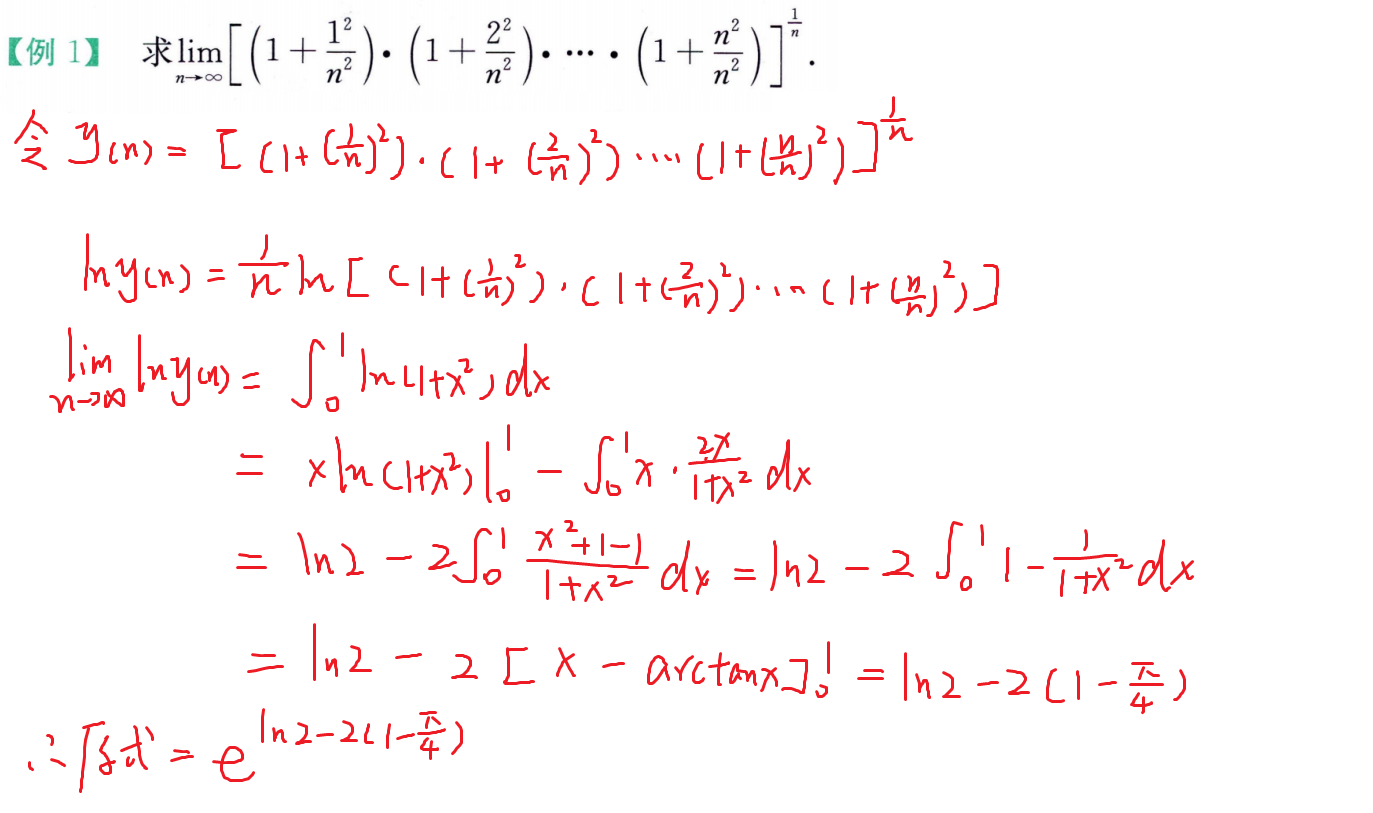 【例 1】 求lim_{n→∞}[(1+1²/n²)·(1+2²/n²)·⋯·(1+n²/n²)]^{1/n}.
令 y(n) = [(1+(1/n)²)·(1+(2/n)²)····(1+(n/n)²)]^{1/n}
ln y(n) = 1/n ln[(1+(1/n)²)·(1+(2/n)²)···(1+(n/n)²)]
lim_{n→∞} ln y(n) = ∫₀¹ ln(1+x²)dx
= x ln(1+x²)|₀¹ - ∫₀¹ x·2x/(1+x²) dx
= ln2 - 2∫₀¹ (x²+1-1)/(1+x²) dx = ln2 - 2∫₀¹ 1 - 1/(1+x²) dx
= ln2 - 2[x - arctanx]₀¹ = ln2 - 2(1 - π/4)
∴原式 = e^{ln2-2(1-π/4)}